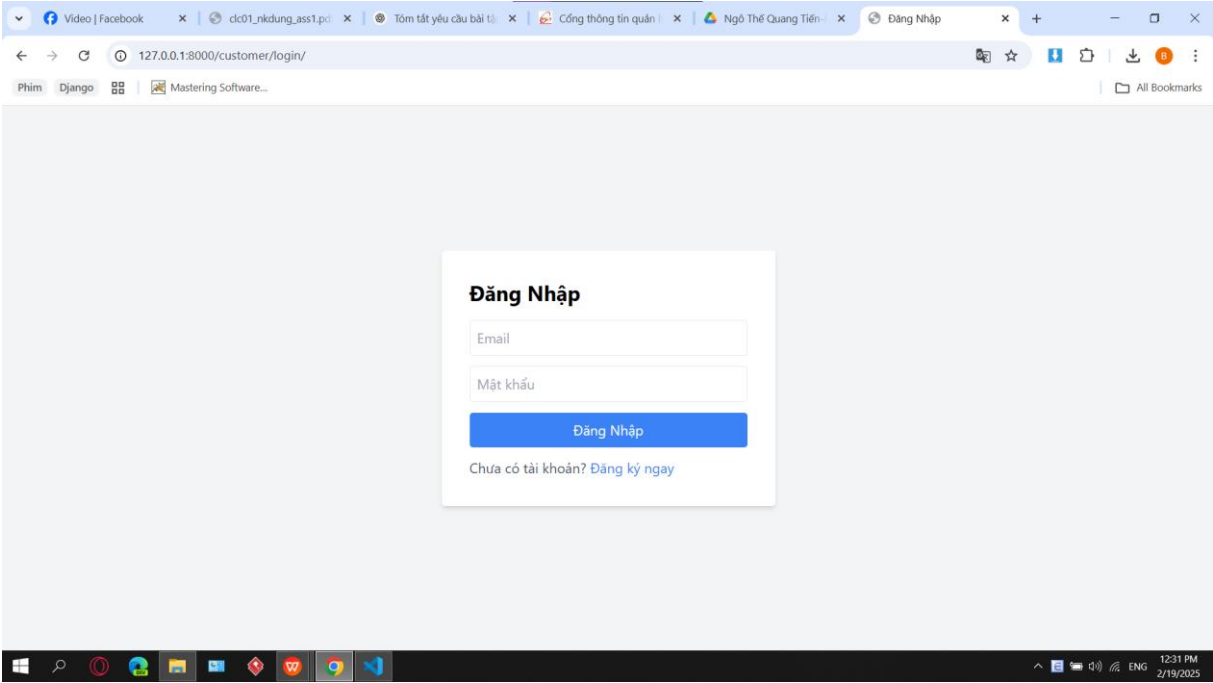 Video | Facebook
clc01_nkdung_ass1.pd
Tóm tắt yêu cầu bài tậ
Cổng thông tin quản l
Ngô Thế Quang Tiến-
Đăng Nhập
127.0.0.1:8000/customer/login/
B
Phim
Django
Mastering Software...
All Bookmarks
Đăng Nhập
Email
Mật khẩu
Đăng Nhập
Chưa có tài khoản? Đăng ký ngay
ENG
12:31 PM
2/19/2025